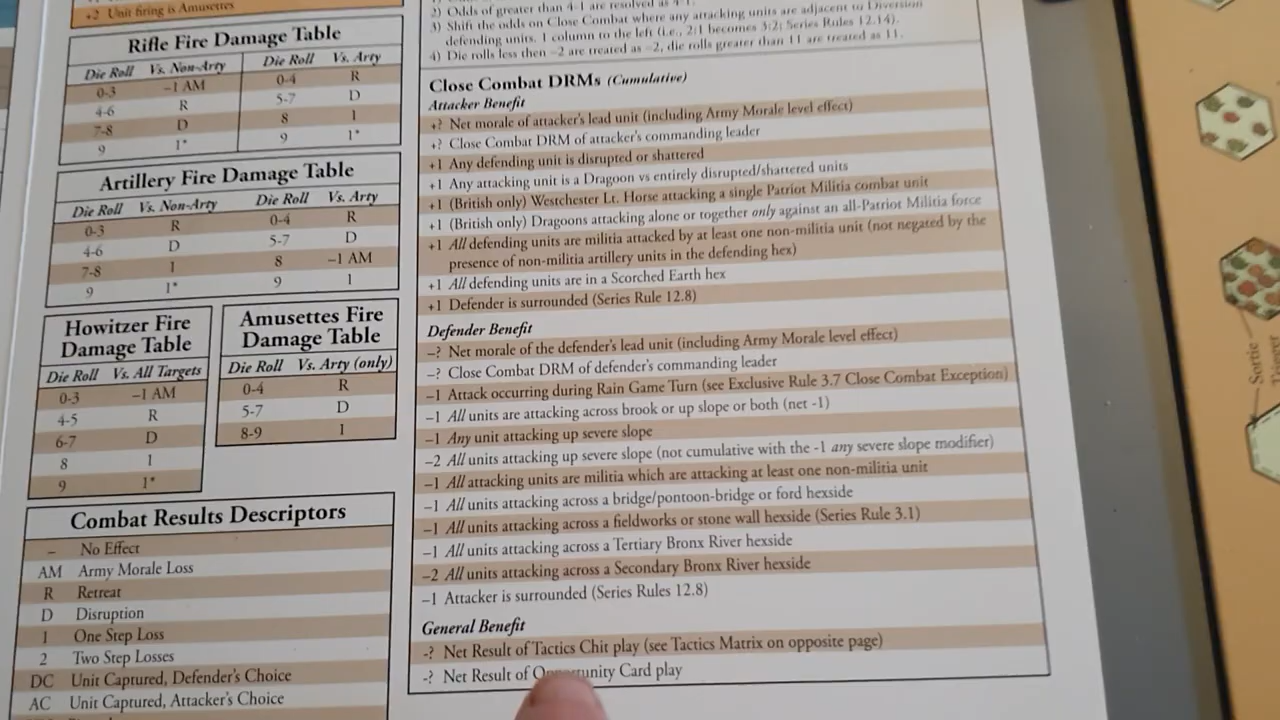 +2 Unit firing is Amusettes
Rifle Fire Damage Table
Die Roll Vs. Non-Arty Die Roll Vs. Arty
0-3 −1 AM 0-4 R
4-6 R 5-7 D
7-8 D 8 1
9 1* 9 1*
Artillery Fire Damage Table
Die Roll Vs. Non-Arty Die Roll Vs. Arty
0-3 R 0-4 R
4-6 D 5-7 D
7-8 1 8 −1 AM
9 1* 9 1
Howitzer Fire
Damage Table
Die Roll Vs. All Targets
0-3 −1 AM
4-5 R
6-7 D
8 1
9 1*
Amusettes Fire
Damage Table
Die Roll Vs. Arty (only)
0-4 R
5-7 D
8-9 1
Combat Results Descriptors
– No Effect
AM Army Morale Loss
R Retreat
D Disruption
1 One Step Loss
2 Two Step Losses
DC Unit Captured, Defender's Choice
AC Unit Captured, Attacker's Choice
2) Odds of greater than 4-1 are resolved as 4-1.
3) Shift the odds on Close Combat where any attacking units are adjacent to Diversion
defending units, 1 column to the left (i.e., 2:1 becomes 3:2; Series Rules 12.14).
4) Die rolls less then −2 are treated as −2, die rolls greater than 11 are treated as 11.
Close Combat DRMs (Cumulative)
Attacker Benefit
+? Net morale of attacker's lead unit (including Army Morale level effect)
+? Close Combat DRM of attacker's commanding leader
+1 Any defending unit is disrupted or shattered
+1 Any attacking unit is a Dragoon vs entirely disrupted/shartered units
+1 (British only) Westchester Lt. Horse attacking a single Patriot Militia combat unit
+1 (British only) Dragoons attacking alone or together only against an all-Patriot Militia force
+1 All defending units are militia attacked by at least one non-militia unit (not negated by the
presence of non-militia artillery units in the defending hex)
+1 All defending units are in a Scorched Earth hex
+1 Defender is surrounded (Series Rule 12.8)
Defender Benefit
−? Net morale of the defender's lead unit (including Army Morale level effect)
−? Close Combat DRM of defender's commanding leader
−1 Attack occurring during Rain Game Turn (see Exclusive Rule 3.7 Close Combat Exception)
−1 All units are attacking across brook or up slope or both (net -1)
−1 Any unit attacking up severe slope
−2 All units attacking up severe slope (not cumulative with the -1 any severe slope modifier)
−1 All attacking units are militia which are attacking at least one non-militia unit
−1 All units attacking across a bridge/pontoon-bridge or ford hexside
−1 All units attacking across a fieldworks or stone wall hexside (Series Rule 3.1)
−1 All units attacking across a Tertiary Bronx River hexside
−2 All units attacking across a Secondary Bronx River hexside
−1 Attacker is surrounded (Series Rules 12.8)
General Benefit
-? Net Result of Tactics Chit play (see Tactics Matrix on opposite page)
-? Net Result of Opportunity Card play
Sortie